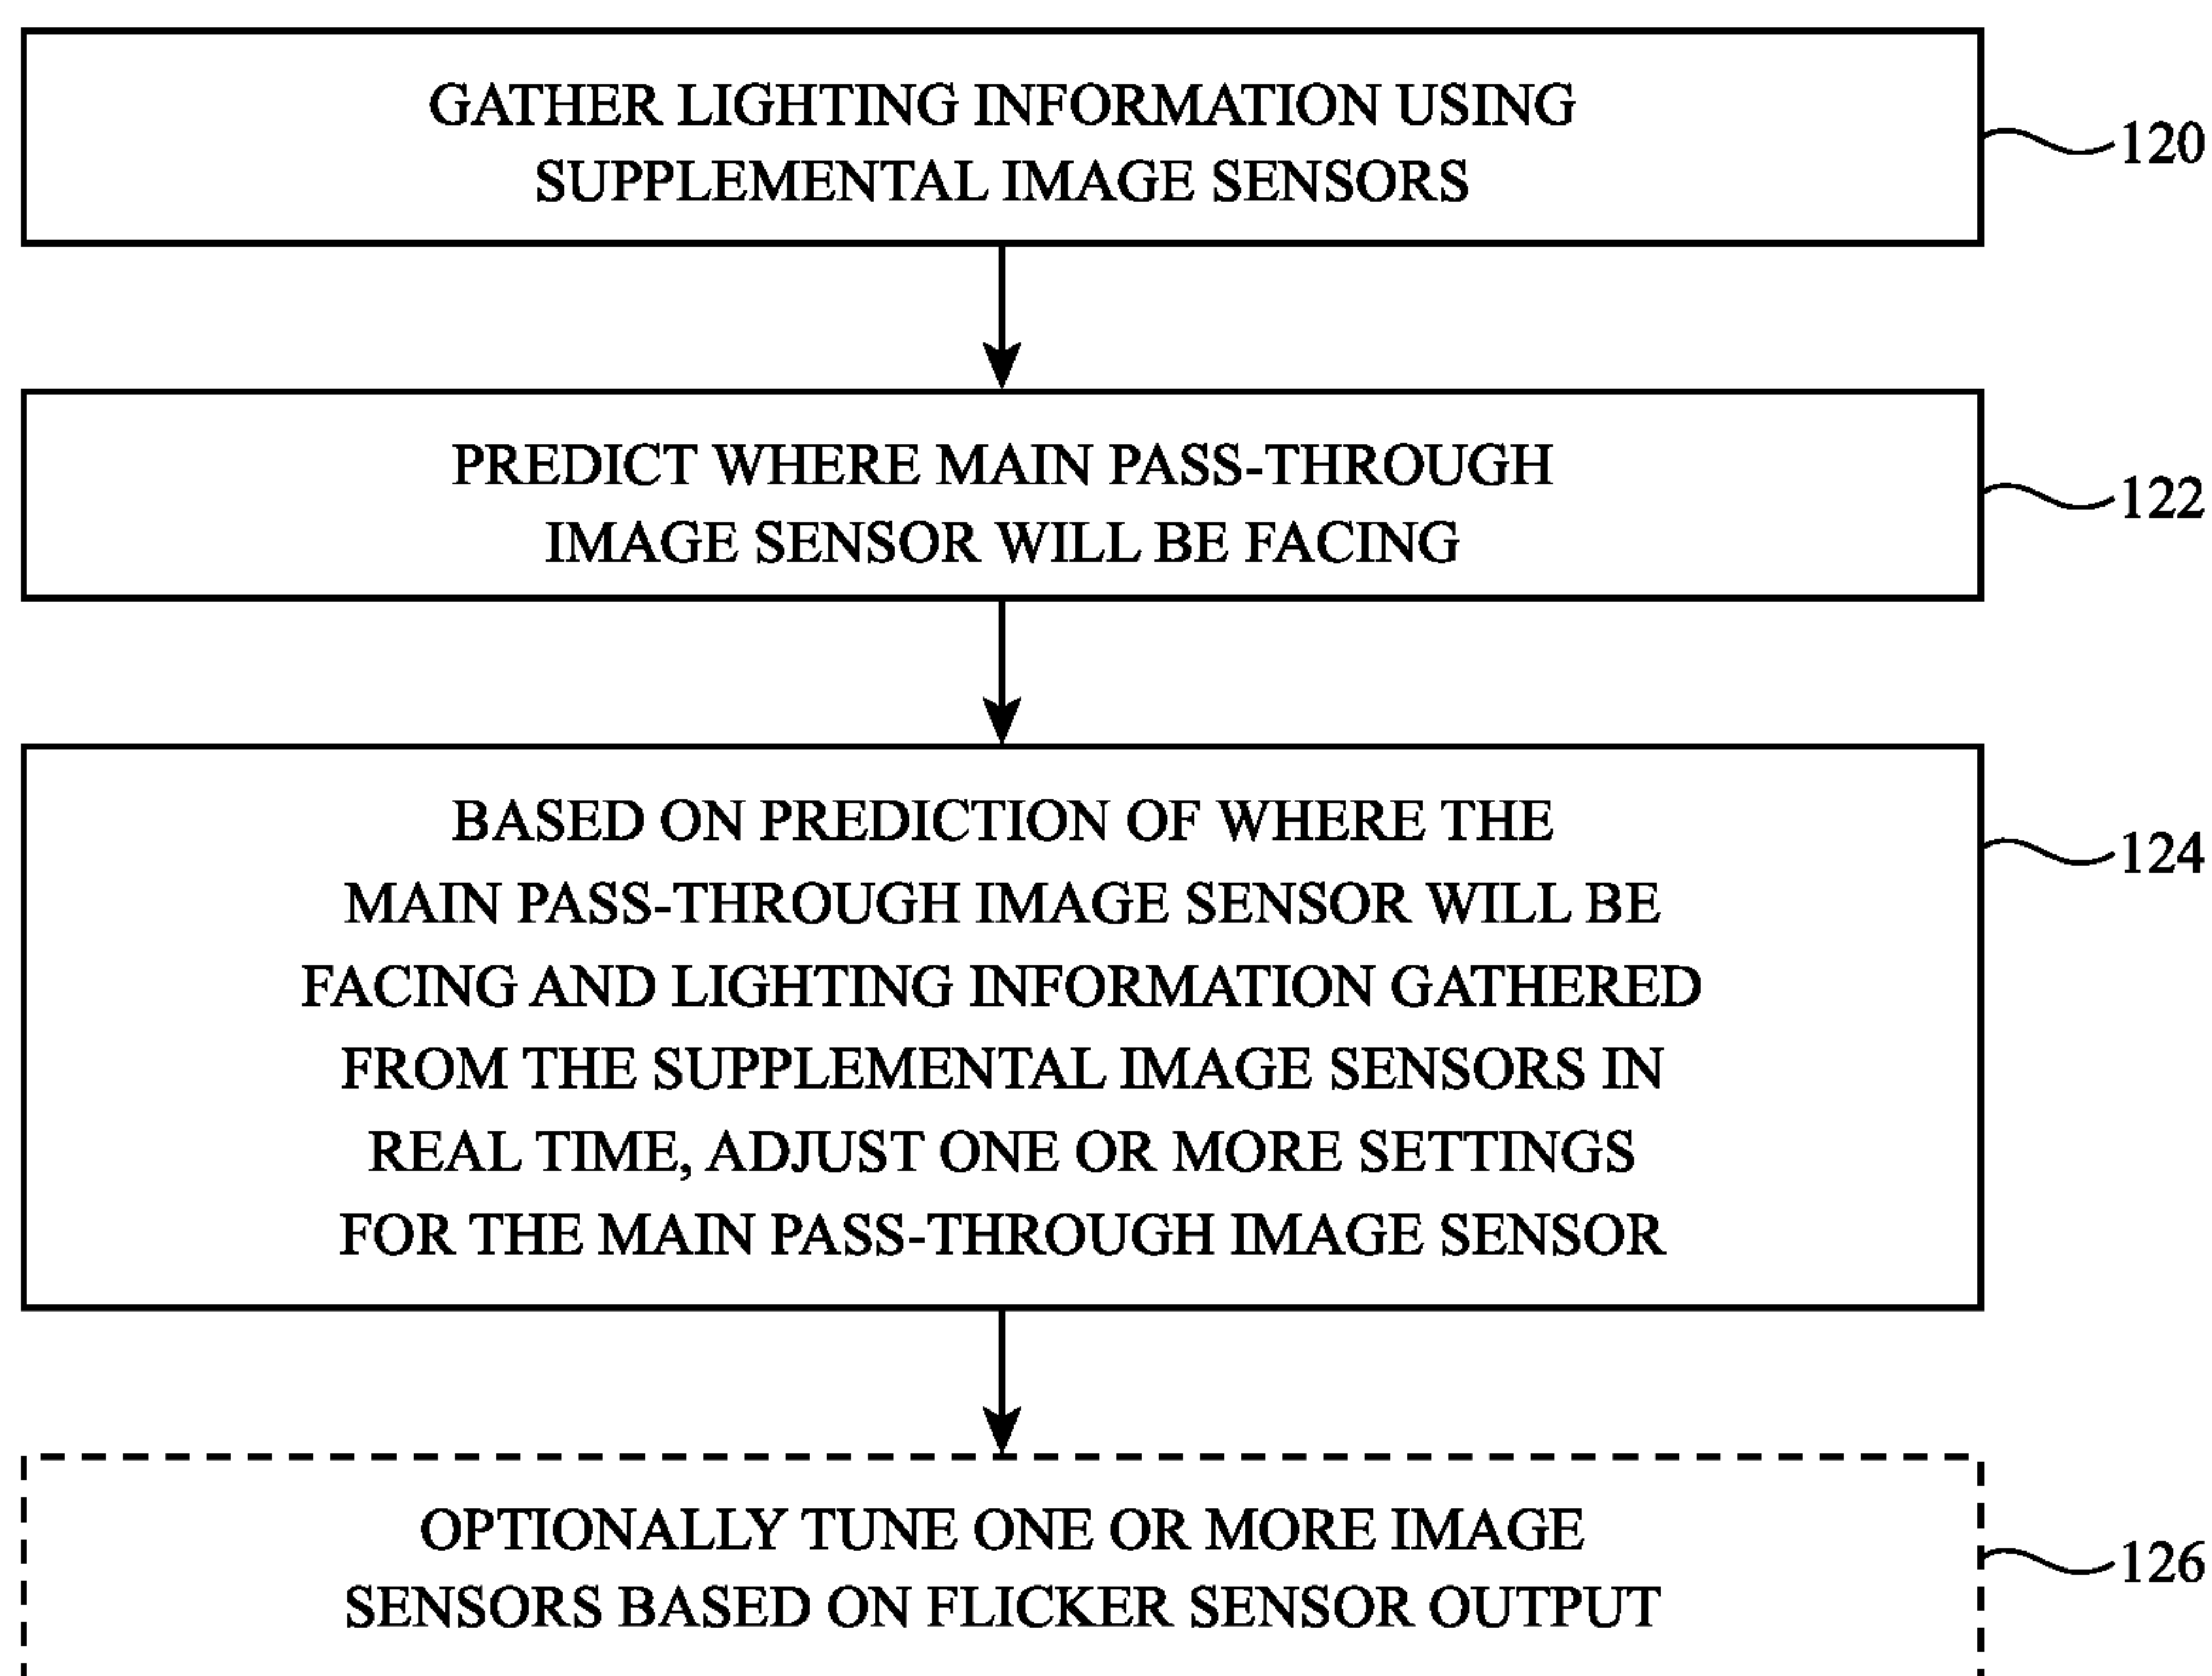 GATHER LIGHTING INFORMATION USING
SUPPLEMENTAL IMAGE SENSORS
120
PREDICT WHERE MAIN PASS-THROUGH
IMAGE SENSOR WILL BE FACING
122
BASED ON PREDICTION OF WHERE THE
MAIN PASS-THROUGH IMAGE SENSOR WILL BE
FACING AND LIGHTING INFORMATION GATHERED
FROM THE SUPPLEMENTAL IMAGE SENSORS IN
REAL TIME, ADJUST ONE OR MORE SETTINGS
FOR THE MAIN PASS-THROUGH IMAGE SENSOR
124
OPTIONALLY TUNE ONE OR MORE IMAGE
SENSORS BASED ON FLICKER SENSOR OUTPUT
126